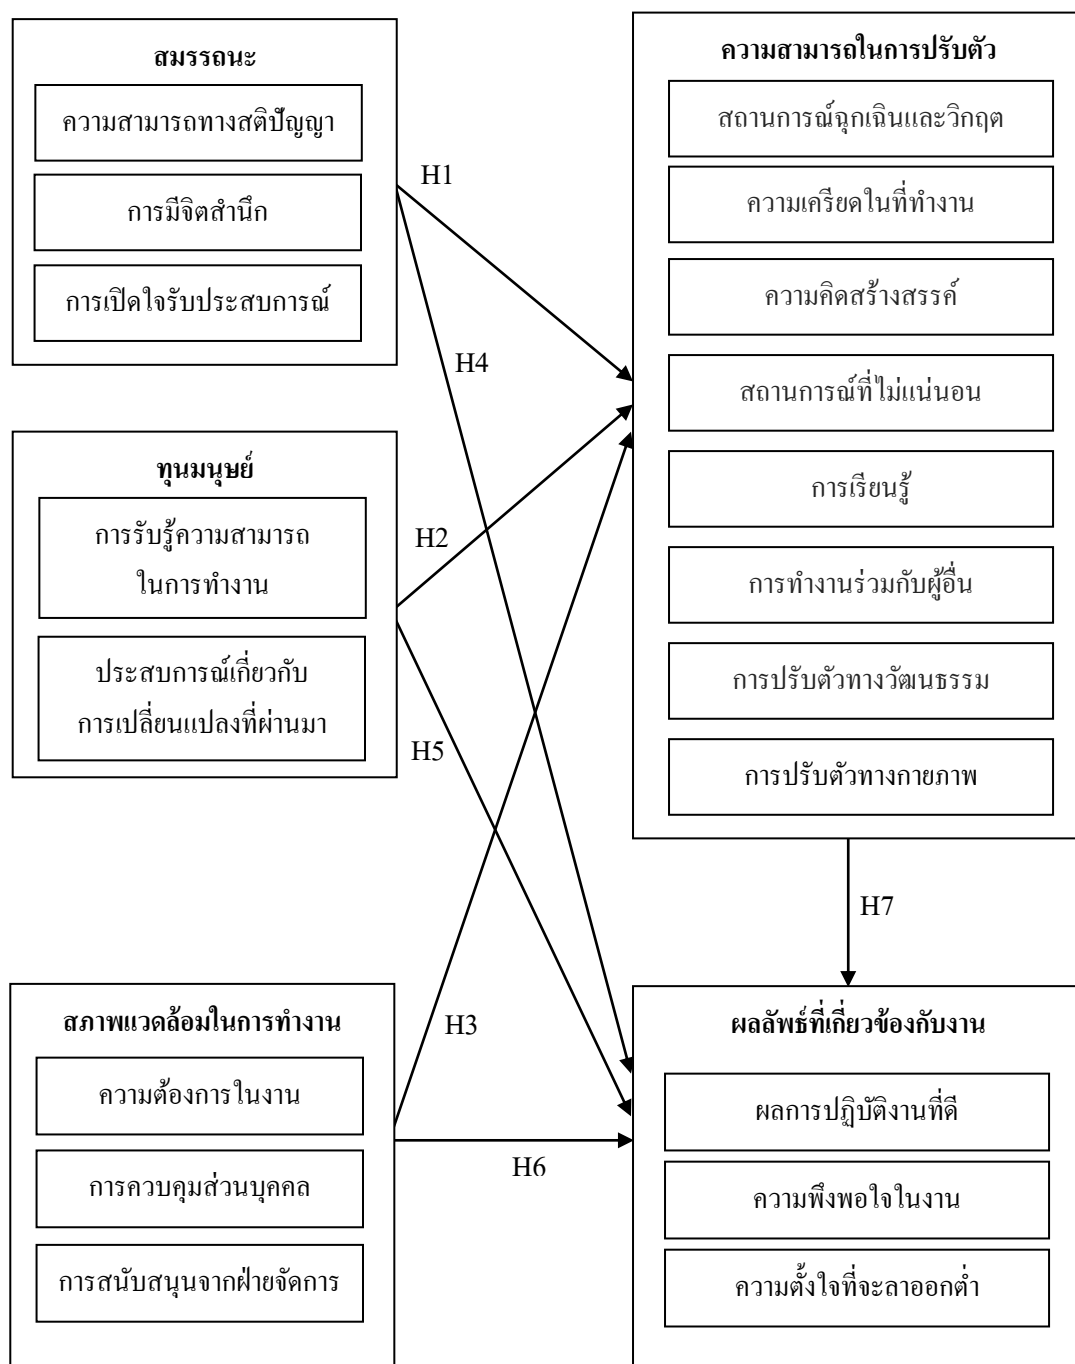 สมรรถนะ
ความสามารถทางสติปัญญา
การมีจิตสำนึก
การเปิดใจรับประสบการณ์
ทุนมนุษย์
การรับรู้ความสามารถ
ในการทำงาน
ประสบการณ์เกี่ยวกับ
การเปลี่ยนแปลงที่ผ่านมา
สภาพแวดล้อมในการทำงาน
ความต้องการในงาน
การควบคุมส่วนบุคคล
การสนับสนุนจากฝ่ายจัดการ
H1
H4
H2
H5
H3
H6
ความสามารถในการปรับตัว
สถานการณ์ฉุกเฉินและวิกฤต
ความเครียดในที่ทำงาน
ความคิดสร้างสรรค์
สถานการณ์ที่ไม่แน่นอน
การเรียนรู้
การทำงานร่วมกับผู้อื่น
การปรับตัวทางวัฒนธรรม
การปรับตัวทางกายภาพ
H7
ผลลัพธ์ที่เกี่ยวข้องกับงาน
ผลการปฏิบัติงานที่ดี
ความพึงพอใจในงาน
ความตั้งใจที่จะลาออกต่ำ